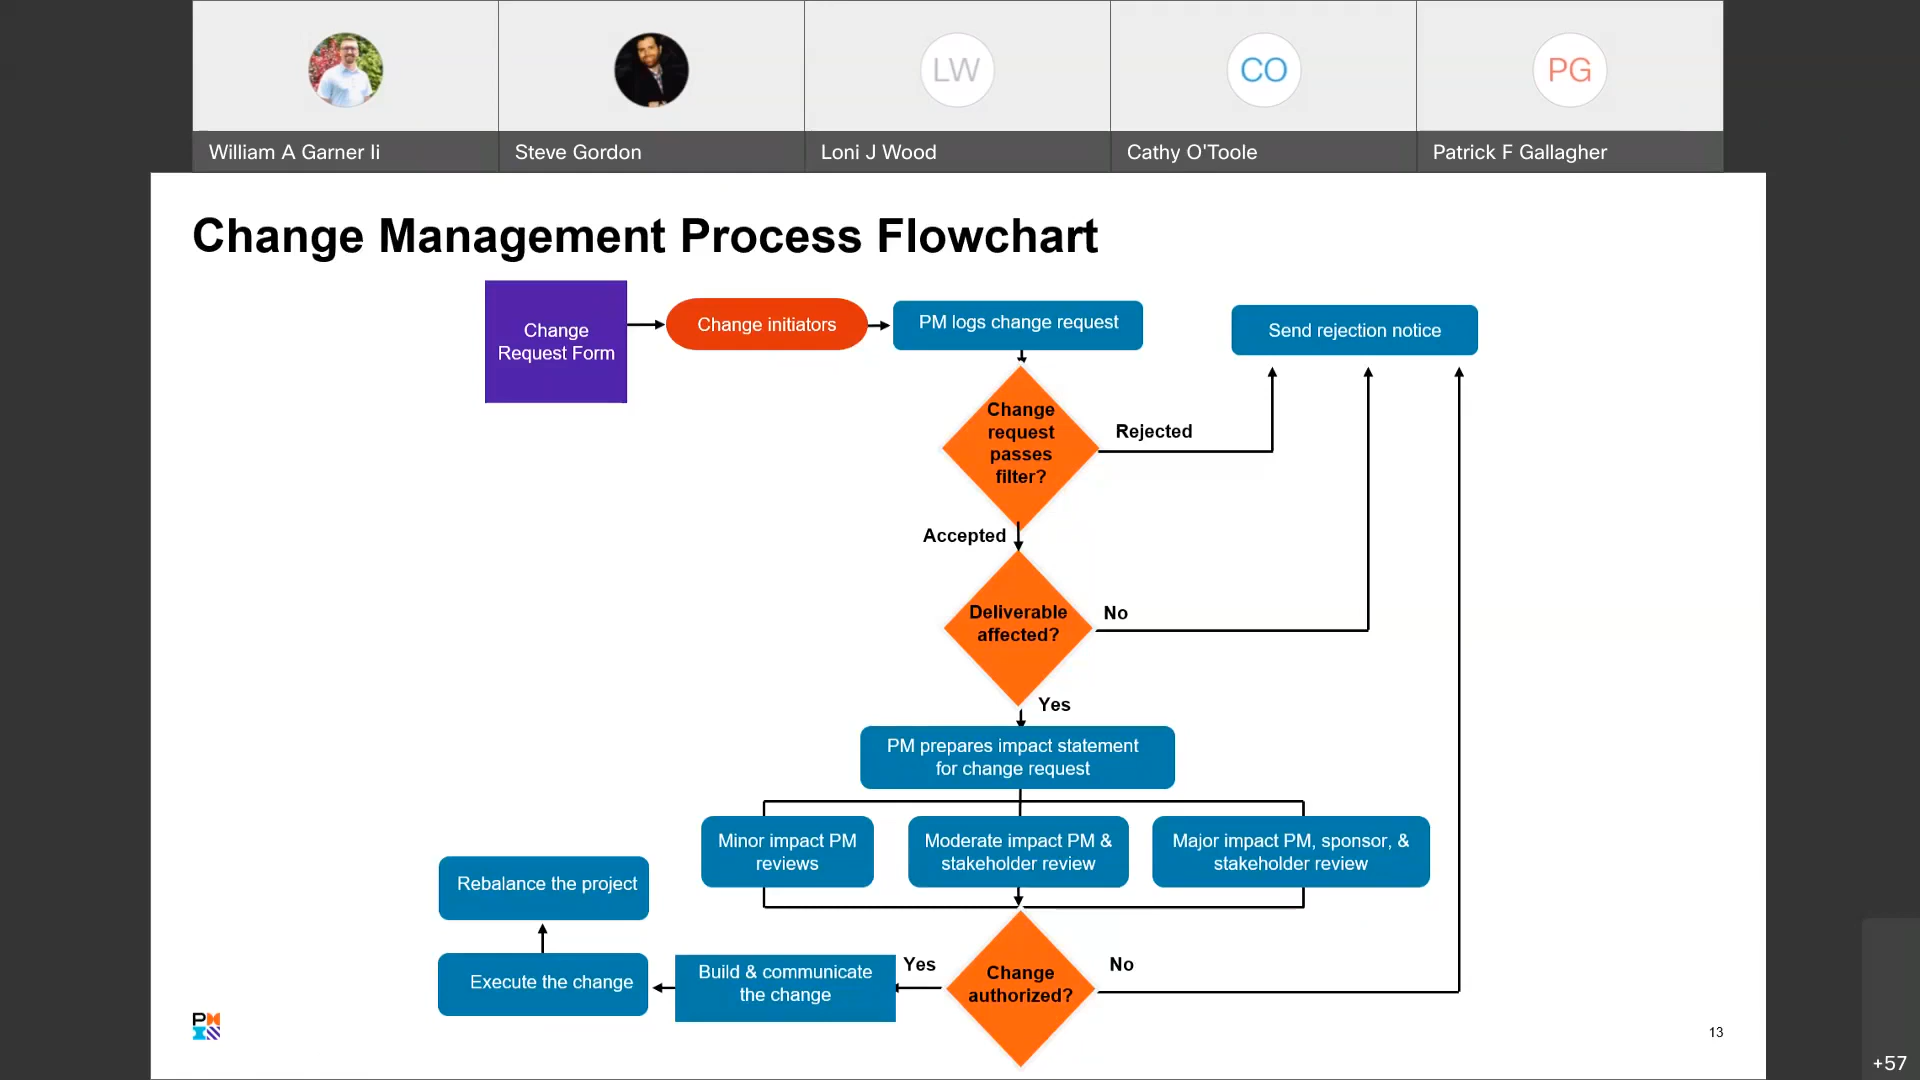 LW
CO
PG
William A Garner Ii
Steve Gordon
Loni J Wood
Cathy O'Toole
Patrick F Gallagher
Change Management Process Flowchart
Change
Request Form
Change initiators
PM logs change request
Send rejection notice
Change
request
passes
filter?
Rejected
Accepted
Deliverable
affected?
No
Yes
PM prepares impact statement
for change request
Minor impact PM
reviews
Moderate impact PM &
stakeholder review
Major impact PM, sponsor, &
stakeholder review
Rebalance the project
Execute the change
Build & communicate
the change
Yes
Change
authorized?
No
13
+57